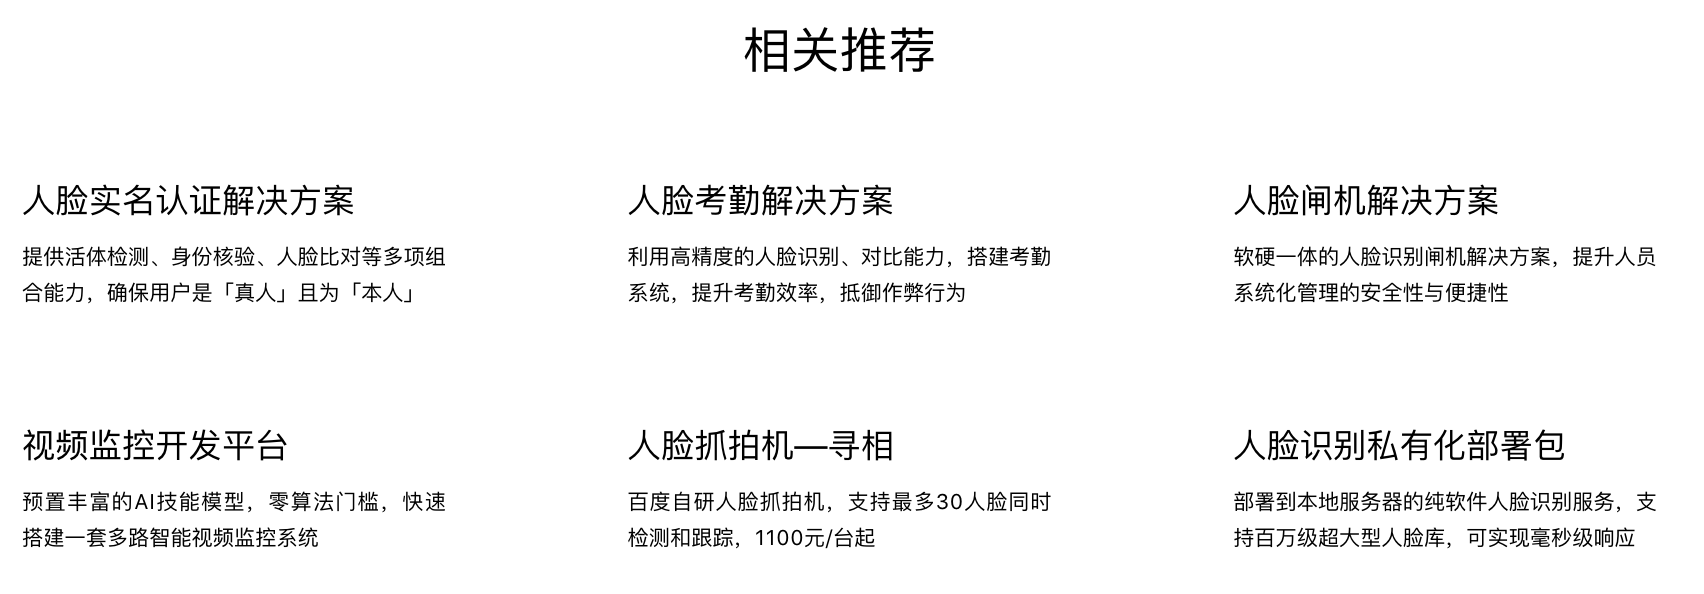 相关推荐
人脸实名认证解决方案
提供活体检测、身份核验、人脸比对等多项组
合能力，确保用户是「真人」且为「本人」
人脸考勤解决方案
利用高精度的人脸识别、对比能力，搭建考勤
系统，提升考勤效率，抵御作弊行为
人脸闸机解决方案
软硬一体的人脸识别闸机解决方案，提升人员
系统化管理的安全性与便捷性
视频监控开发平台
预置丰富的AI技能模型，零算法门槛，快速
搭建一套多路智能视频监控系统
人脸抓拍机—寻相
百度自研人脸抓拍机，支持最多30人脸同时
检测和跟踪，1100元/台起
人脸识别私有化部署包
部署到本地服务器的纯软件人脸识别服务，支
持百万级超大型人脸库，可实现毫秒级响应